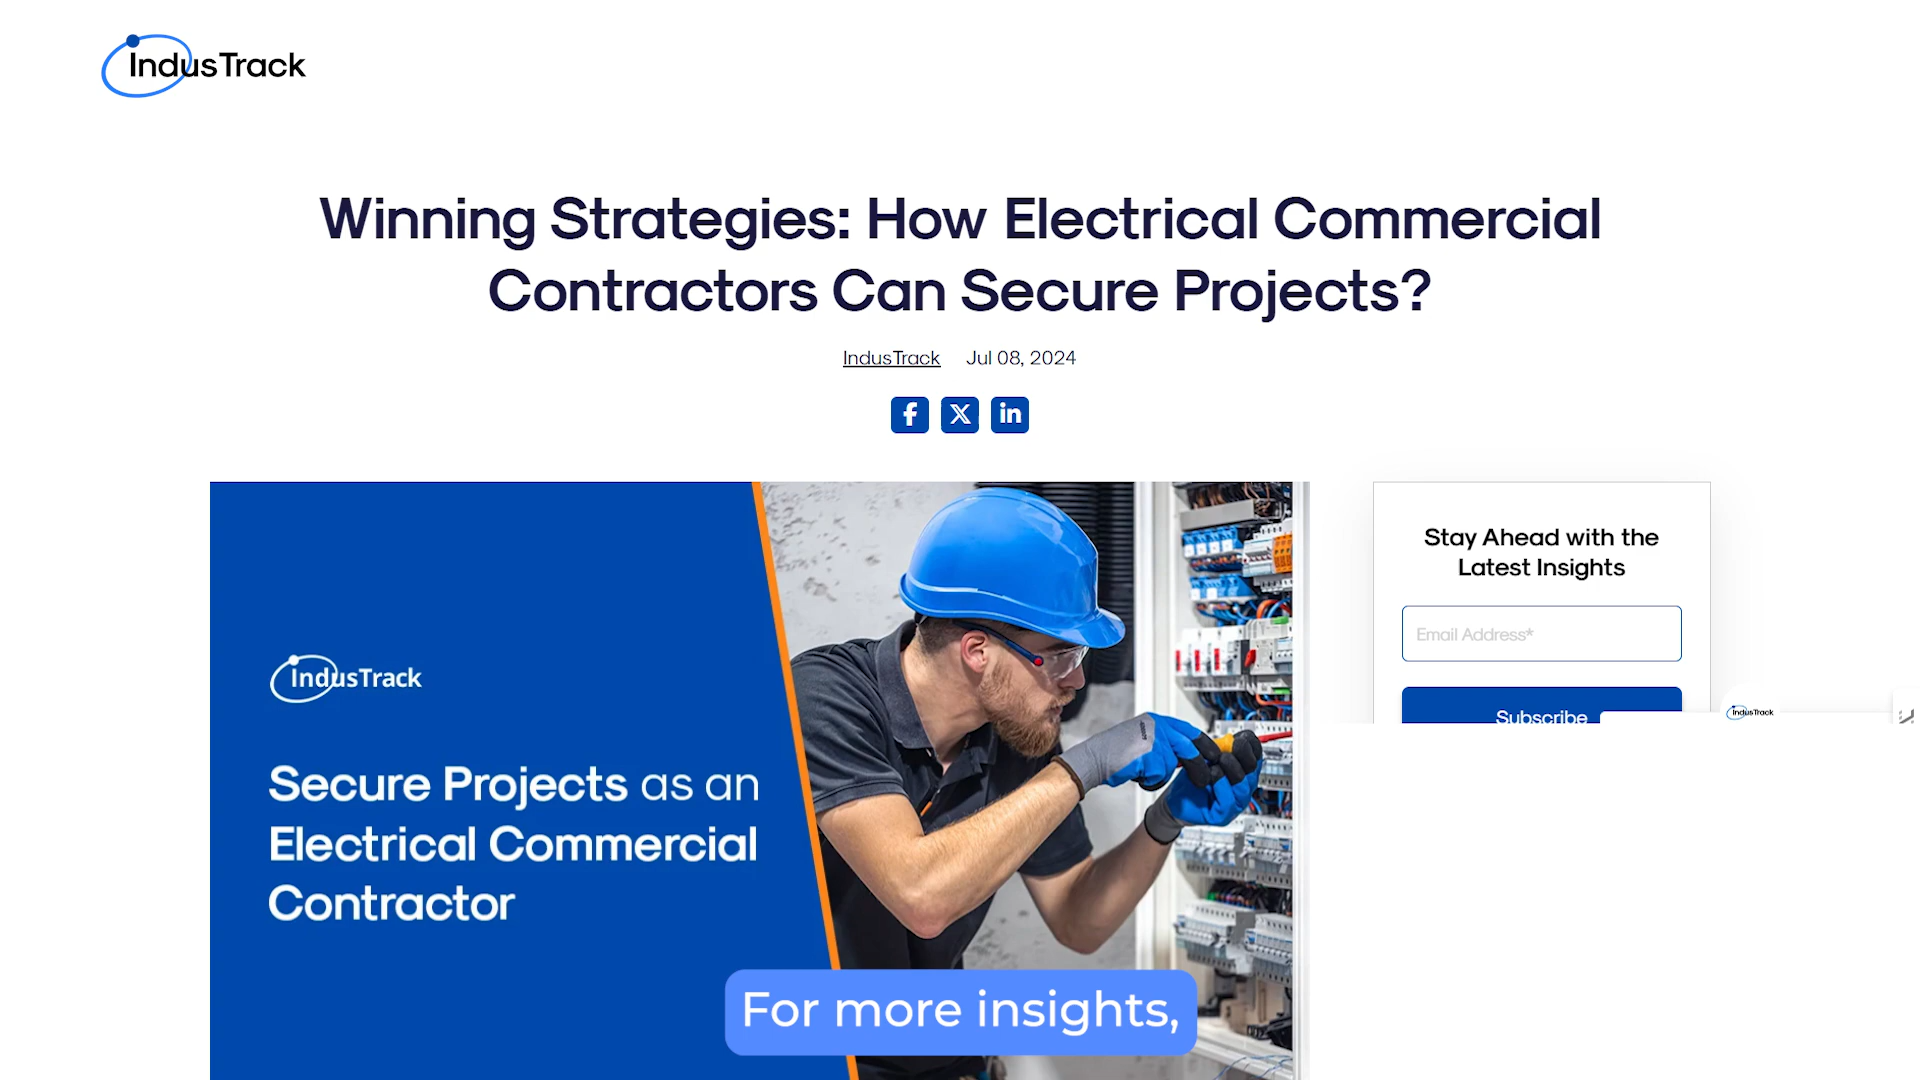 IndusTrack
Winning Strategies: How Electrical Commercial
Contractors Can Secure Projects?
IndusTrack Jul 08, 2024
Stay Ahead with the
Latest Insights
Email Address*
Subscribe
IndusTrack
IndusTrack
Secure Projects as an
Electrical Commercial
Contractor
For more insights,